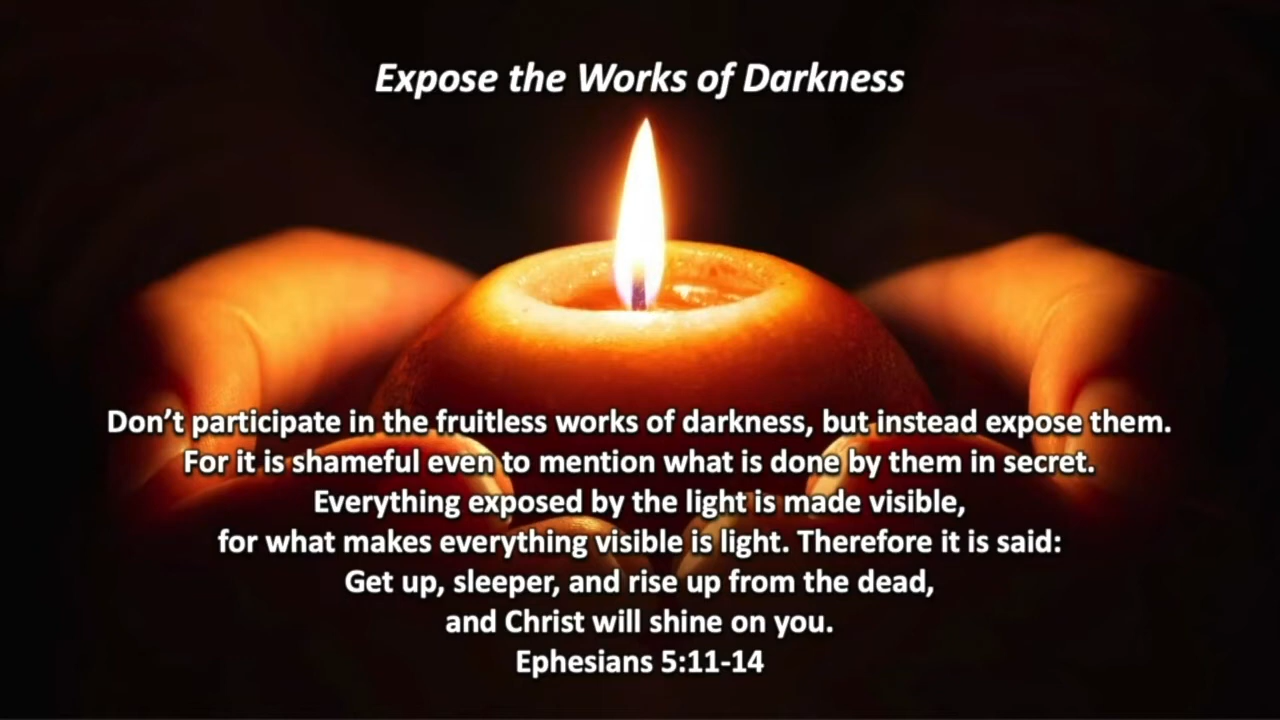 Expose the Works of Darkness
Don’t participate in the fruitless works of darkness, but instead expose them.
For it is shameful even to mention what is done by them in secret.
Everything exposed by the light is made visible,
for what makes everything visible is light. Therefore it is said:
Get up, sleeper, and rise up from the dead,
and Christ will shine on you.
Ephesians 5:11-14